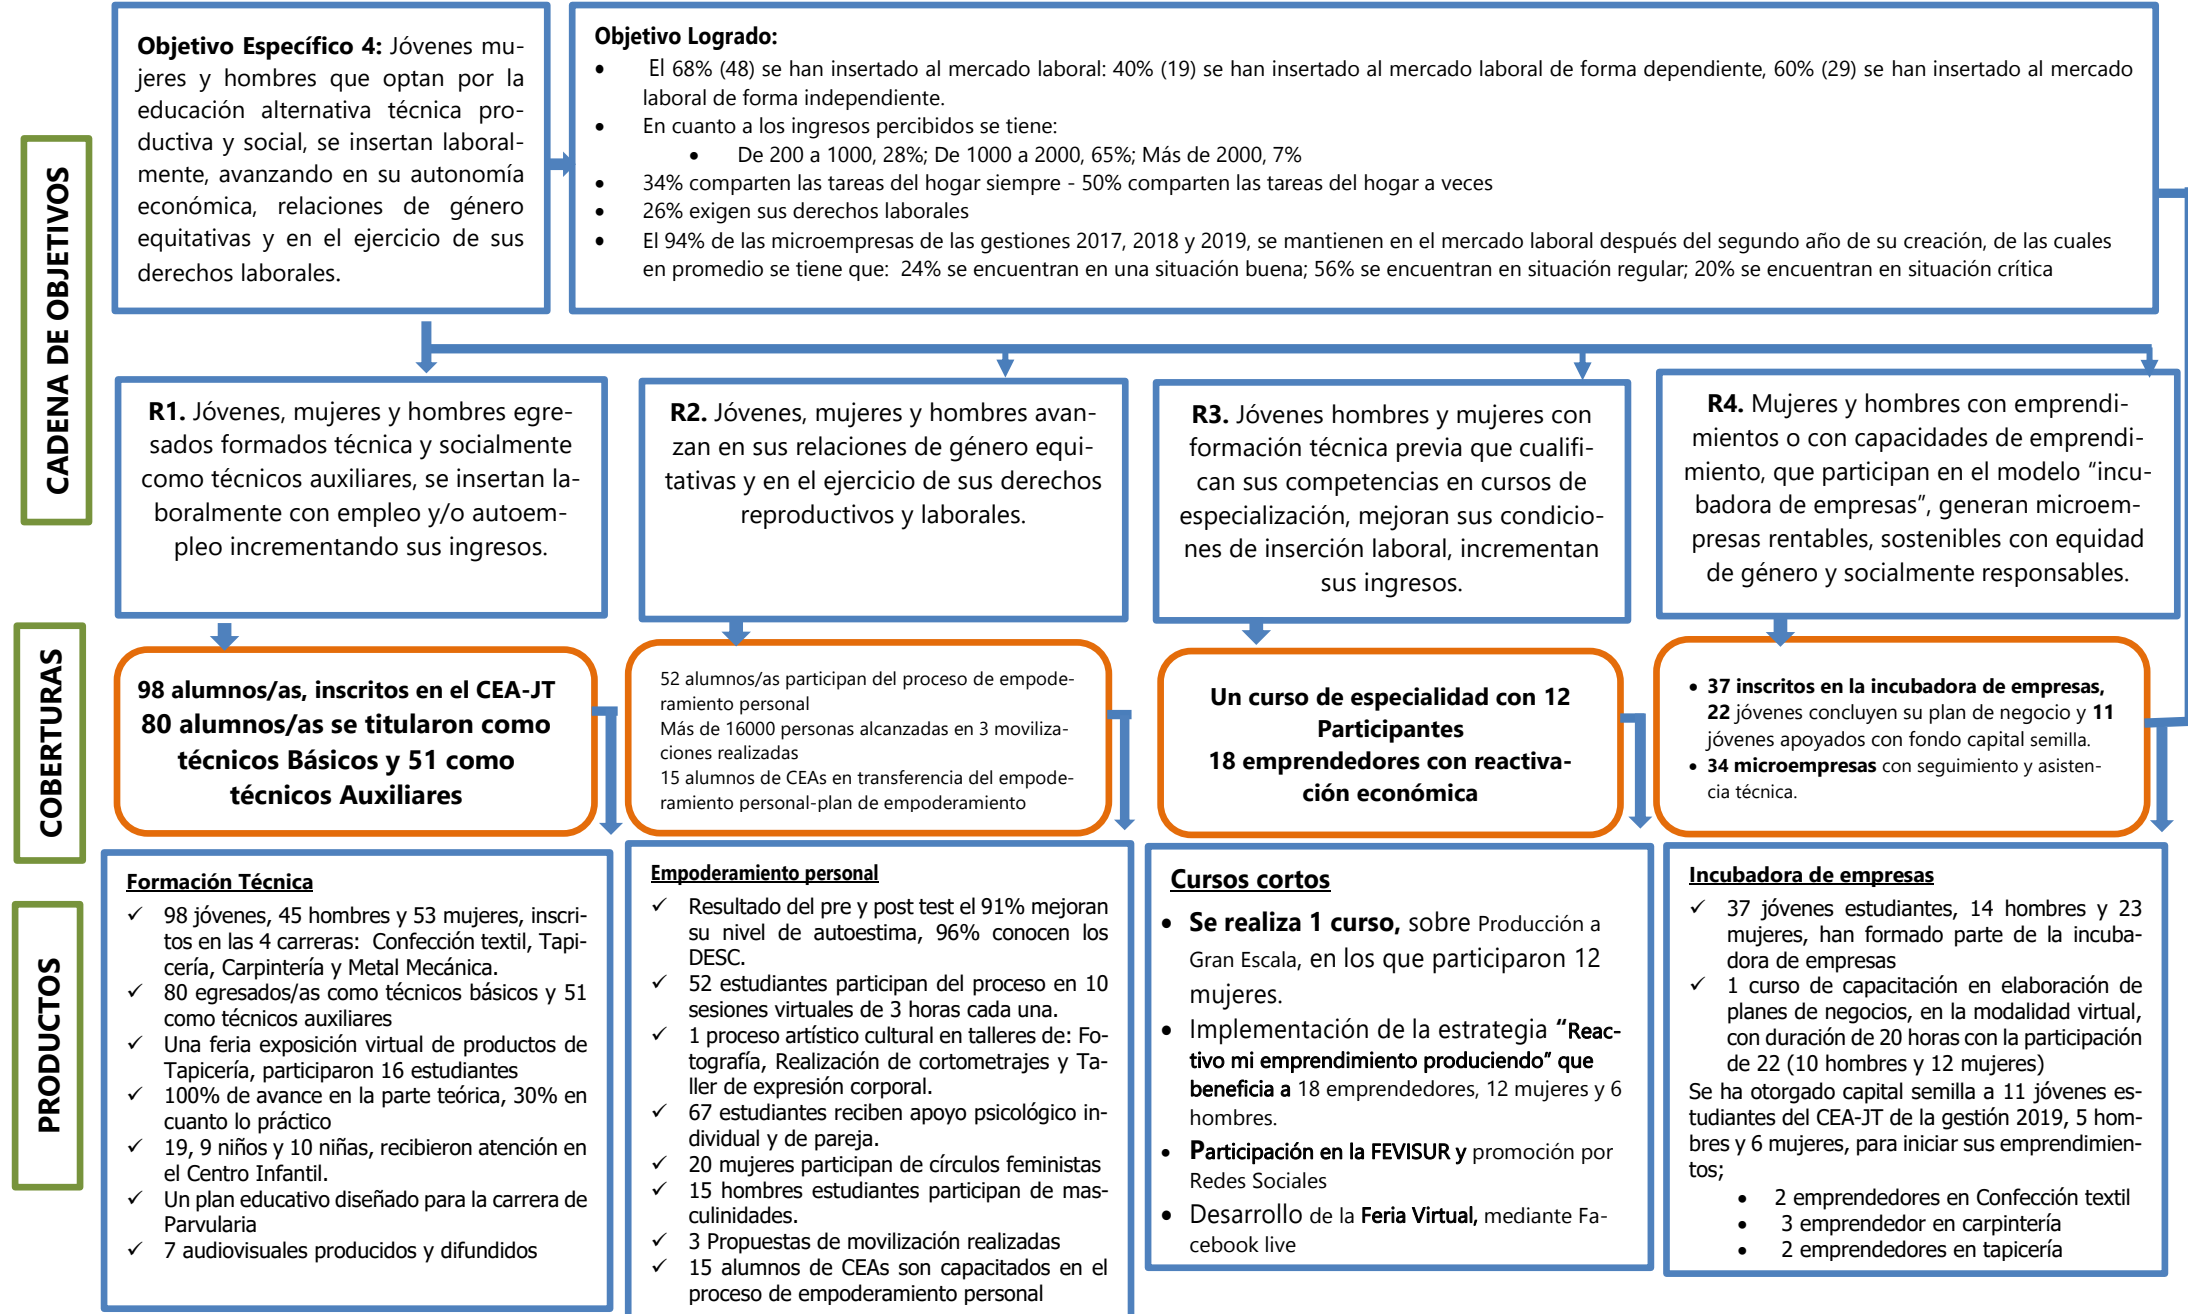 Objetivo Específico 4: Jóvenes mu-
jeres y hombres que optan por la
educación alternativa técnica pro-
ductiva y social, se insertan laboral-
mente, avanzando en su autonomía
económica, relaciones de género
equitativas y en el ejercicio de sus
derechos laborales.
Objetivo Logrado:
• El 68% (48) se han insertado al mercado laboral: 40% (19) se han insertado al mercado laboral de forma dependiente, 60% (29) se han insertado al mercado
laboral de forma independiente.
• En cuanto a los ingresos percibidos se tiene:
• De 200 a 1000, 28%; De 1000 a 2000, 65%; Más de 2000, 7%
• 34% comparten las tareas del hogar siempre - 50% comparten las tareas del hogar a veces
• 26% exigen sus derechos laborales
• El 94% de las microempresas de las gestiones 2017, 2018 y 2019, se mantienen en el mercado laboral después del segundo año de su creación, de las cuales
en promedio se tiene que: 24% se encuentran en una situación buena; 56% se encuentran en situación regular; 20% se encuentran en situación crítica
CADENA DE OBJETIVOS
R1. Jóvenes, mujeres y hombres egre-
sados formados técnica y socialmente
como técnicos auxiliares, se insertan la-
boralmente con empleo y/o autoem-
pleo incrementando sus ingresos.
R2. Jóvenes, mujeres y hombres avan-
zan en sus relaciones de género equi-
tativas y en el ejercicio de sus derechos
reproductivos y laborales.
R3. Jóvenes hombres y mujeres con
formación técnica previa que cualifi-
can sus competencias en cursos de
especialización, mejoran sus condicio-
nes de inserción laboral, incrementan
sus ingresos.
R4. Mujeres y hombres con emprendi-
mientos o con capacidades de emprendi-
miento, que participan en el modelo “incu-
badora de empresas”, generan microem-
presas rentables, sostenibles con equidad
de género y socialmente responsables.
COBERTURAS
98 alumnos/as, inscritos en el CEA-JT
80 alumnos/as se titularon como
técnicos Básicos y 51 como
técnicos Auxiliares
52 alumnos/as participan del proceso de empode-
ramiento personal
Más de 16000 personas alcanzadas en 3 moviliza-
ciones realizadas
15 alumnos de CEAs en transferencia del empode-
ramiento personal-plan de empoderamiento
Un curso de especialidad con 12
Participantes
18 emprendedores con reactiva-
ción económica
• 37 inscritos en la incubadora de empresas,
22 jóvenes concluyen su plan de negocio y 11
jóvenes apoyados con fondo capital semilla.
• 34 microempresas con seguimiento y asisten-
cia técnica.
PRODUCTOS
Formación Técnica
✓ 98 jóvenes, 45 hombres y 53 mujeres, inscri-
tos en las 4 carreras: Confección textil, Tapi-
cería, Carpintería y Metal Mecánica.
✓ 80 egresados/as como técnicos básicos y 51
como técnicos auxiliares
✓ Una feria exposición virtual de productos de
Tapicería, participaron 16 estudiantes
✓ 100% de avance en la parte teórica, 30% en
cuanto lo práctico
✓ 19, 9 niños y 10 niñas, recibieron atención en
el Centro Infantil.
✓ Un plan educativo diseñado para la carrera de
Parvularia
✓ 7 audiovisuales producidos y difundidos
Empoderamiento personal
✓ Resultado del pre y post test el 91% mejoran
su nivel de autoestima, 96% conocen los
DESC.
✓ 52 estudiantes participan del proceso en 10
sesiones virtuales de 3 horas cada una.
✓ 1 proceso artístico cultural en talleres de: Fo-
tografía, Realización de cortometrajes y Ta-
ller de expresión corporal.
✓ 67 estudiantes reciben apoyo psicológico in-
dividual y de pareja.
✓ 20 mujeres participan de círculos feministas
✓ 15 hombres estudiantes participan de mas-
culinidades.
✓ 3 Propuestas de movilización realizadas
✓ 15 alumnos de CEAs son capacitados en el
proceso de empoderamiento personal
Cursos cortos
• Se realiza 1 curso, sobre Producción a
Gran Escala, en los que participaron 12
mujeres.
• Implementación de la estrategia “Reac-
tivo mi emprendimiento produciendo” que
beneficia a 18 emprendedores, 12 mujeres y 6
hombres.
• Participación en la FEVISUR y promoción por
Redes Sociales
• Desarrollo de la Feria Virtual, mediante Fa-
cebook live
Incubadora de empresas
✓ 37 jóvenes estudiantes, 14 hombres y 23
mujeres, han formado parte de la incuba-
dora de empresas
✓ 1 curso de capacitación en elaboración de
planes de negocios, en la modalidad virtual,
con duración de 20 horas con la participación
de 22 (10 hombres y 12 mujeres)
Se ha otorgado capital semilla a 11 jóvenes es-
tudiantes del CEA-JT de la gestión 2019, 5 hom-
bres y 6 mujeres, para iniciar sus emprendimien-
tos;
• 2 emprendedores en Confección textil
• 3 emprendedor en carpintería
• 2 emprendedores en tapicería